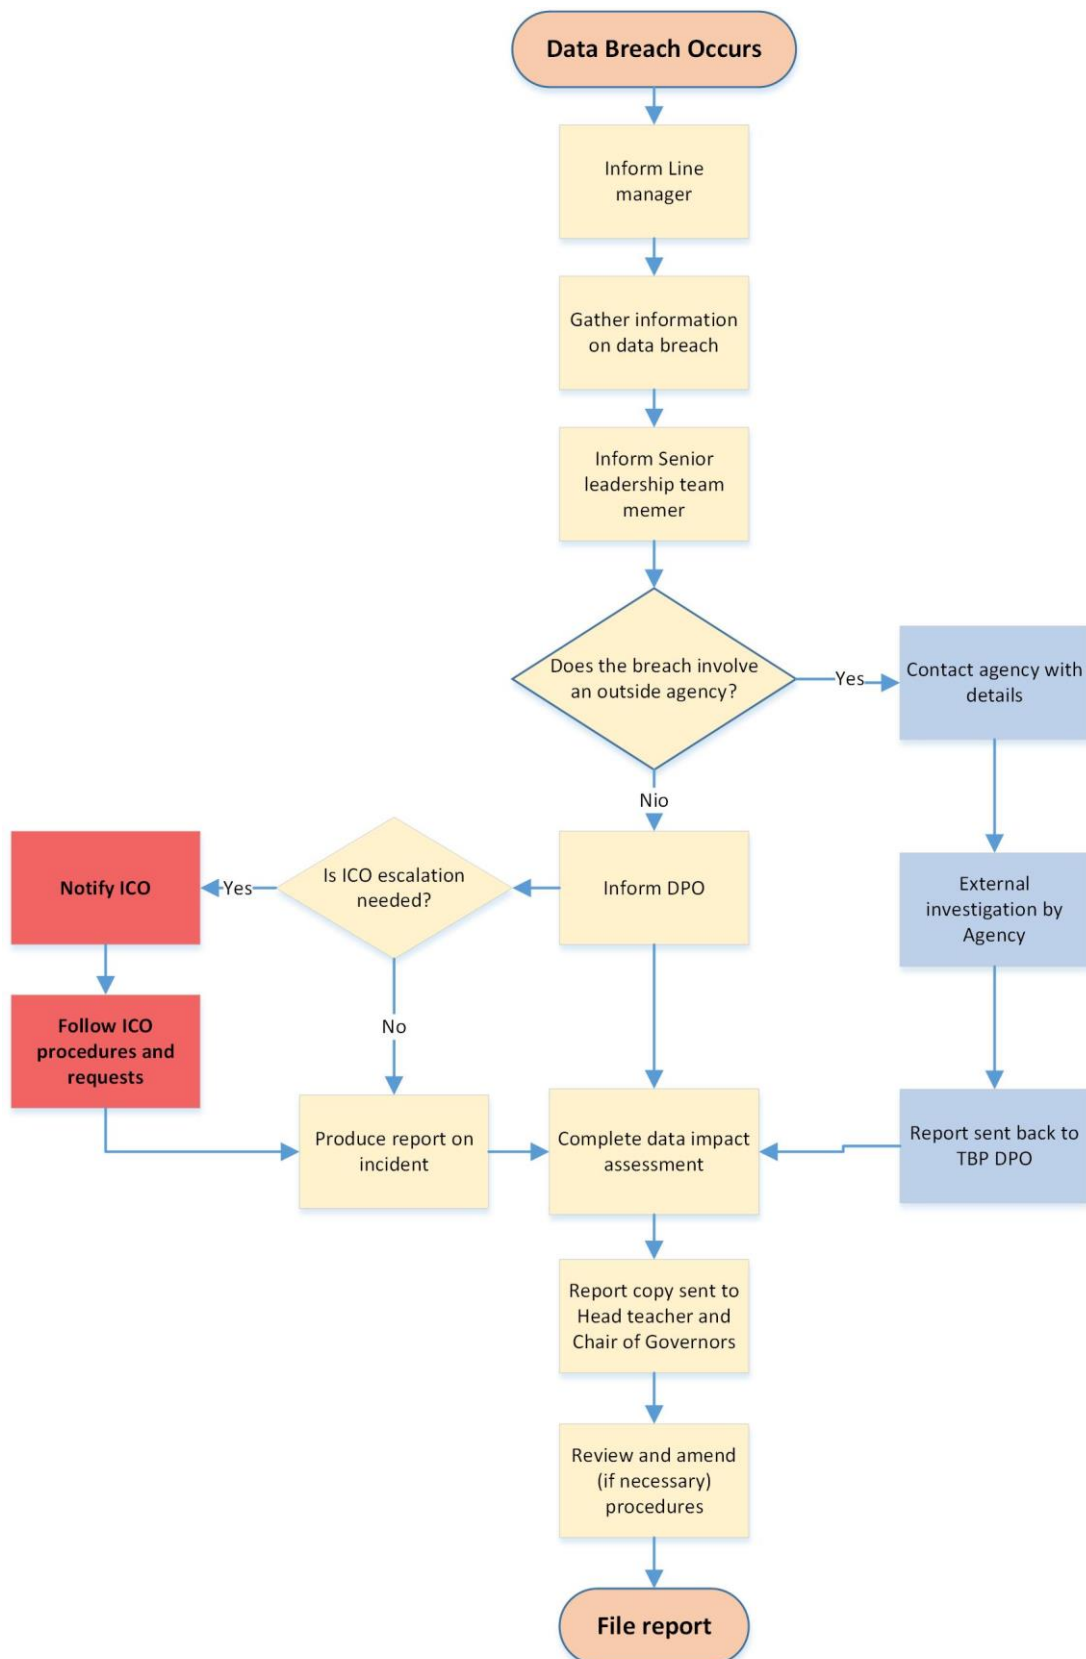 Data Breach Occurs
Inform Line
manager
Gather information
on data breach
Inform Senior
leadership team
memer
Does the breach involve
an outside agency?
Yes
Contact agency with
details
Nio
Notify ICO
Yes
Is ICO escalation
needed?
Inform DPO
External
investigation by
Agency
Follow ICO
procedures and
requests
No
Produce report on
incident
Complete data impact
assessment
Report sent back to
TBP DPO
Report copy sent to
Head teacher and
Chair of Governors
Review and amend
(if necessary)
procedures
File report